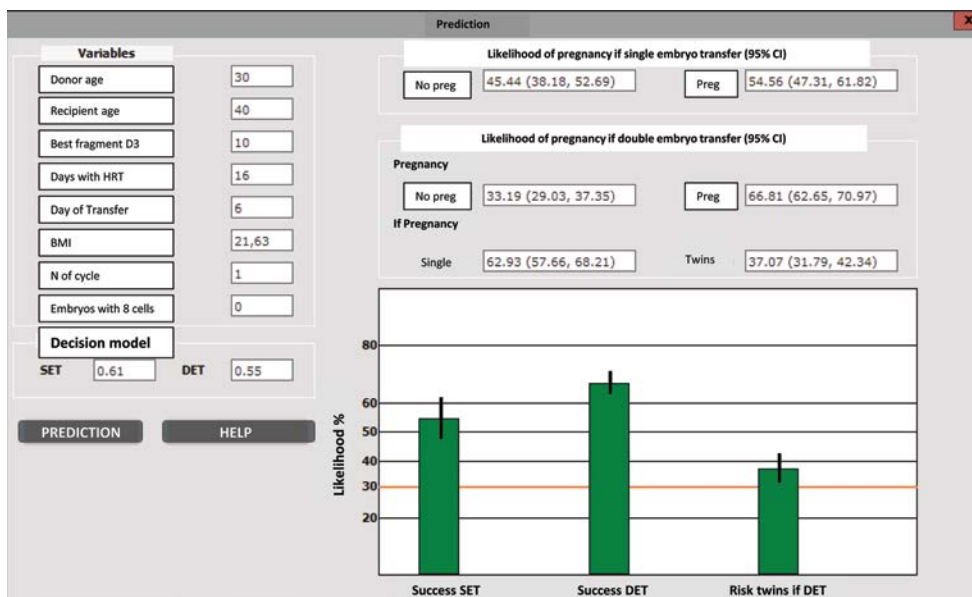 Prediction
X
Variables
Donor age 30
Recipient age 40
Best fragment D3 10
Days with HRT 16
Day of Transfer 6
BMI 21,63
N of cycle 1
Embryos with 8 cells 0
Decision model
SET 0.61 DET 0.55
PREDICTION HELP
Likelihood of pregnancy if single embryo transfer (95% CI)
No preg 45.44 (38.18, 52.69) Preg 54.56 (47.31, 61.82)
Likelihood of pregnancy if double embryo transfer (95% CI)
Pregnancy
No preg 33.19 (29.03, 37.35) Preg 66.81 (62.65, 70.97)
If Pregnancy
Single 62.93 (57.66, 68.21) Twins 37.07 (31.79, 42.34)
Likelihood %
80
60
50
40
30
20
Success SET Success DET Risk twins if DET